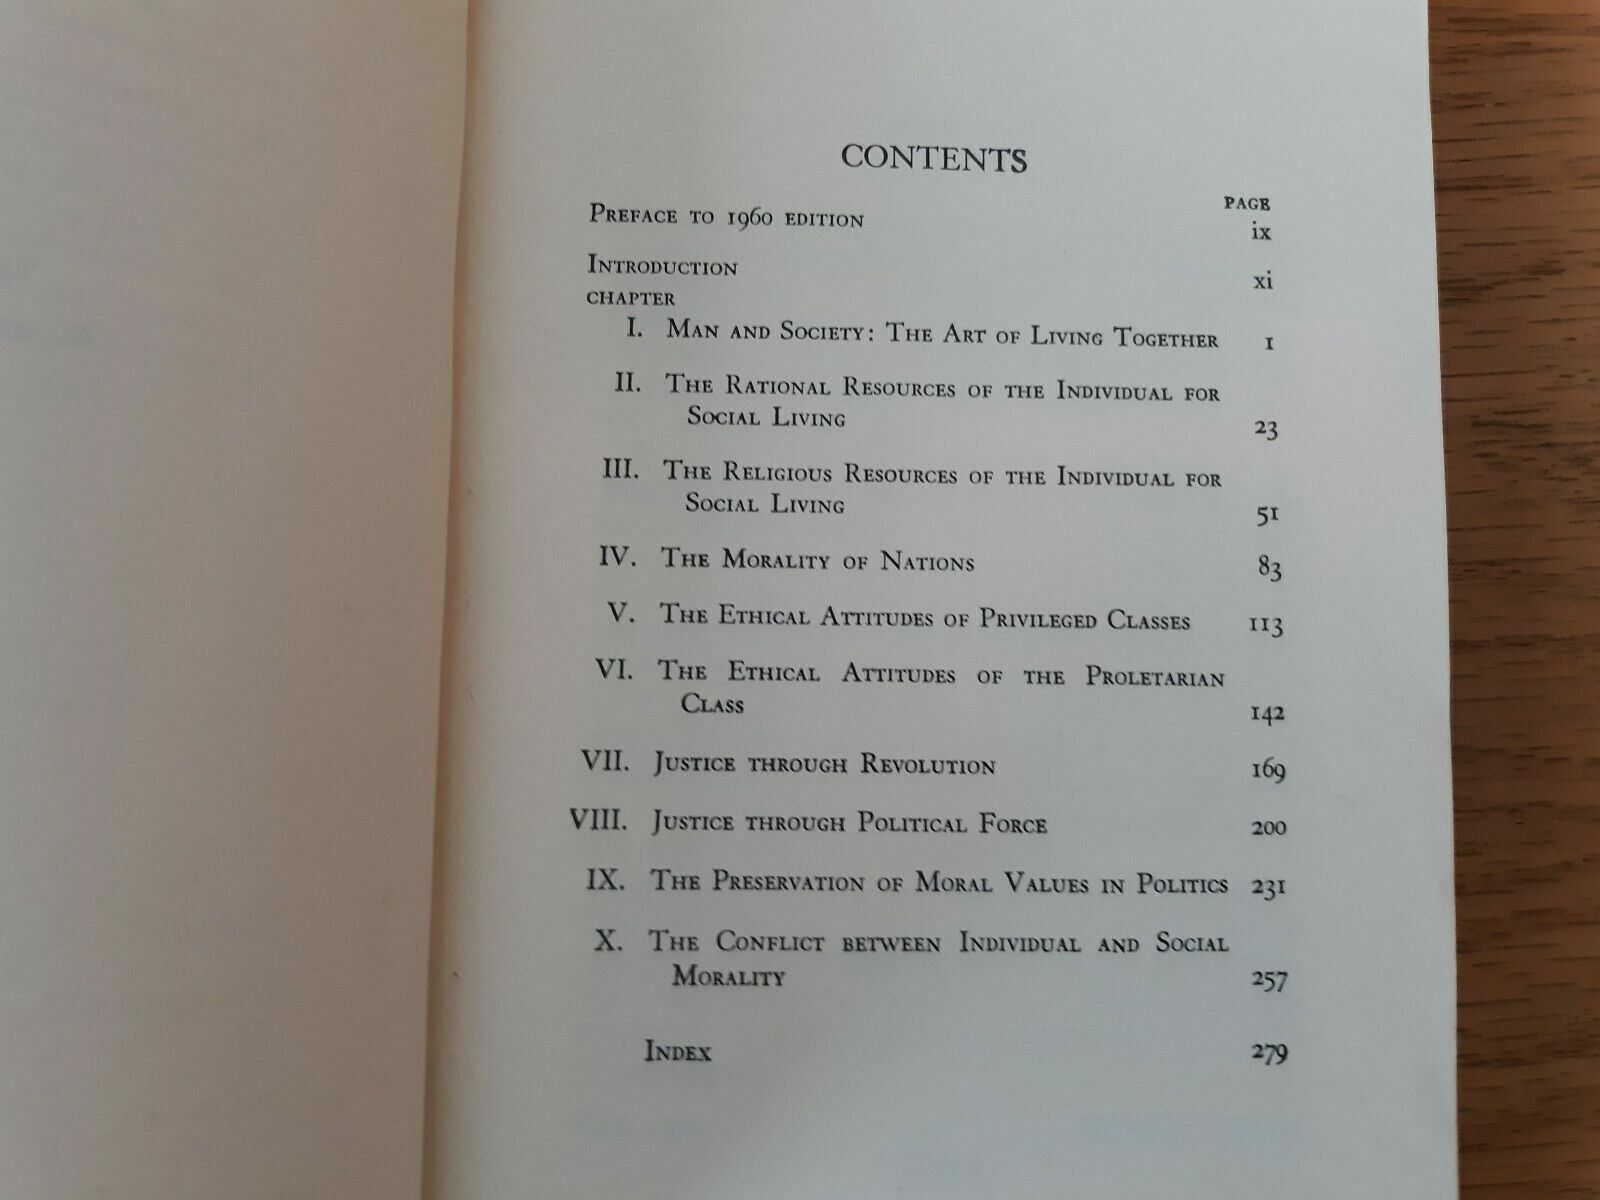 CONTENTS
PAGE
PREFACE TO 1960 EDITION ix
INTRODUCTION xi
CHAPTER
I. MAN AND SOCIETY: THE ART OF LIVING TOGETHER 1
II. THE RATIONAL RESOURCES OF THE INDIVIDUAL FOR
SOCIAL LIVING 23
III. THE RELIGIOUS RESOURCES OF THE INDIVIDUAL FOR
SOCIAL LIVING 51
IV. THE MORALITY OF NATIONS 83
V. THE ETHICAL ATTITUDES OF PRIVILEGED CLASSES 113
VI. THE ETHICAL ATTITUDES OF THE PROLETARIAN
CLASS 142
VII. JUSTICE THROUGH REVOLUTION 169
VIII. JUSTICE THROUGH POLITICAL FORCE 200
IX. THE PRESERVATION OF MORAL VALUES IN POLITICS 231
X. THE CONFLICT BETWEEN INDIVIDUAL AND SOCIAL
MORALITY 257
INDEX 279